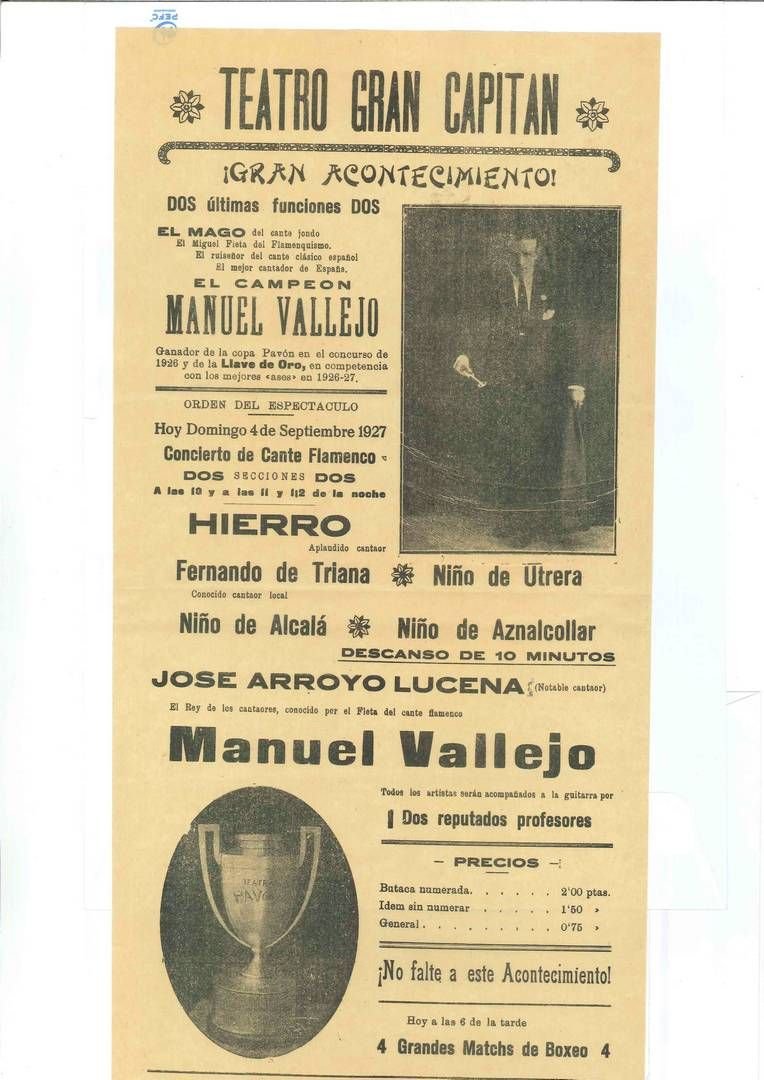 PEFC
TEATRO GRAN CAPITAN
¡GRAN ACONTECIMIENTO!
DOS últimas funciones DOS
EL MAGO del cante jondo
El Miguel Fleta del Flamenquismo.
El ruiseñor del cante clásico español
El mejor cantador de España.
EL CAMPEON
MANUEL VALLEJO
Ganador de la copa Pavón en el concurso de
1926 y de la Llave de Oro, en competencia
con los mejores «ases» en 1926-27.
ORDEN DEL ESPECTACULO
Hoy Domingo 4 de Septiembre 1927
Concierto de Cante Flamenco
DOS SECCIONES DOS
A las 10 y a las 11 y 1|2 de la noche
HIERRO
Aplaudido cantaor
Fernando de Triana Niño de Utrera
Conocido cantaor local
Niño de Alcalá Niño de Aznalcollar
DESCANSO DE 10 MINUTOS
JOSE ARROYO LUCENA (Notable cantaor)
El Rey de los cantaores, conocido por el Fleta del cante flamenco
Manuel Vallejo
Todos los artistas serán acompañados a la guitarra por
Dos reputados profesores
TEATRO
PAVON
— PRECIOS —
Butaca numerada. . . . . . 2'00 ptas.
Idem sin numerar . . . . . 1'50 »
General . . . . . . . . . 0'75 »
¡No falte a este Acontecimiento!
Hoy a las 6 de la tarde
4 Grandes Matchs de Boxeo 4